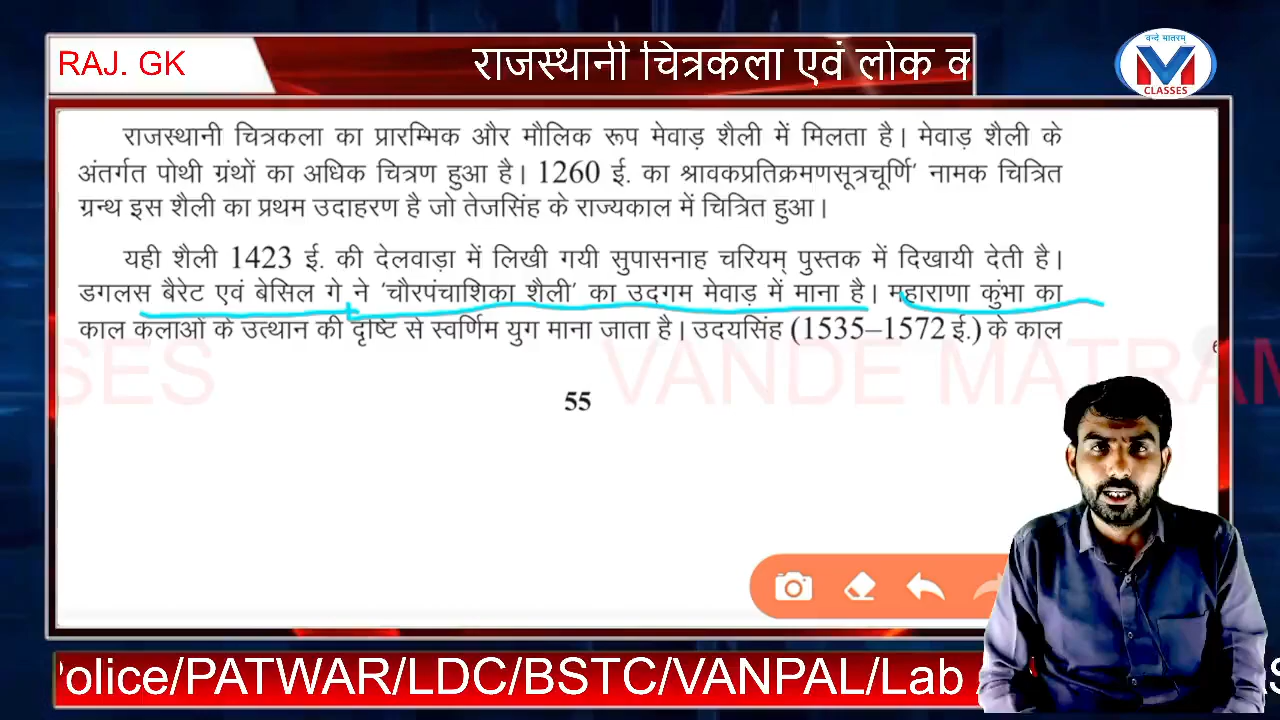 RAJ. GK
राजस्थानी चित्रकला एवं लोक क
वन्दे मातरम्
CLASSES
राजस्थानी चित्रकला का प्रारम्भिक और मौलिक रूप मेवाड़ शैली में मिलता है। मेवाड़ शैली के
अंतर्गत पोथी ग्रंथों का अधिक चित्रण हुआ है। 1260 ई. का श्रावकप्रतिक्रमणसूत्रचूर्णि' नामक चित्रित
ग्रन्थ इस शैली का प्रथम उदाहरण है जो तेजसिंह के राज्यकाल में चित्रित हुआ।
यही शैली 1423 ई. की देलवाड़ा में लिखी गयी सुपासनाह चरियम् पुस्तक में दिखायी देती है।
डगलस बैरेट एवं बेसिल गे ने 'चौरपंचाशिका शैली' का उद्गम मेवाड़ में माना है। महाराणा कुंभा का
काल कलाओं के उत्थान की दृष्टि से स्वर्णिम युग माना जाता है। उदयसिंह (1535–1572 ई.) के काल
SES VANDE MATRAM
55
Police/PATWAR/LDC/BSTC/VANPAL/Lab